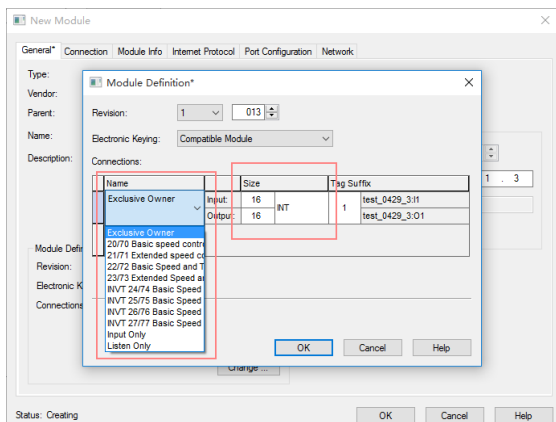 New Module
General* Connection Module Info Internet Protocol Port Configuration Network
Type:
Vendor:
Parent:
Name:
Description:
1 . 3
Module Definition*
Revision: 1 013
Electronic Keying: Compatible Module
Connections:
Name Size Tag Suffix
Exclusive Owner Input: 16 INT 1 test_0429_3:I1
Output: 16 test_0429_3:O1
Exclusive Owner
20/70 Basic speed contro
21/71 Extended speed co
22/72 Basic Speed and T
23/73 Extended Speed a
INVT 24/74 Basic Speed
INVT 25/75 Basic Speed
INVT 26/76 Basic Speed
INVT 27/77 Basic Speed
Input Only
Listen Only
Module Defin
Revision:
Electronic K
Connections
OK Cancel Help
Change ...
Status: Creating OK Cancel Help